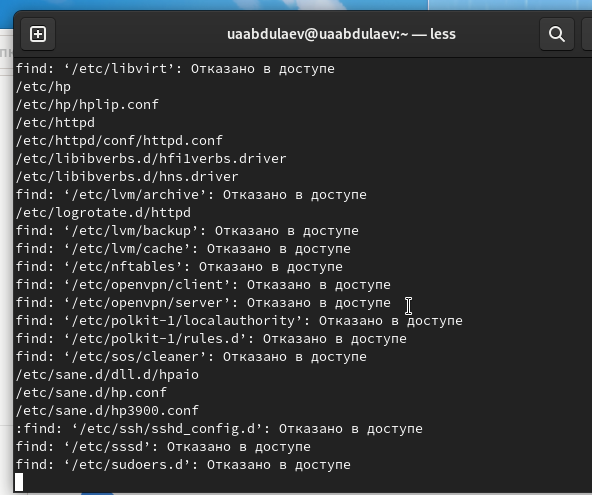 uaabdulaev@uaabdulaev:~ — less
find: ‘/etc/libvirt’: Отказано в доступе
/etc/hp
/etc/hp/hplip.conf
/etc/httpd
/etc/httpd/conf/httpd.conf
/etc/libibverbs.d/hfi1verbs.driver
/etc/libibverbs.d/hns.driver
find: ‘/etc/lvm/archive’: Отказано в доступе
/etc/logrotate.d/httpd
find: ‘/etc/lvm/backup’: Отказано в доступе
find: ‘/etc/lvm/cache’: Отказано в доступе
find: ‘/etc/nftables’: Отказано в доступе
find: ‘/etc/openvpn/client’: Отказано в доступе
find: ‘/etc/openvpn/server’: Отказано в доступе
find: ‘/etc/polkit-1/localauthority’: Отказано в доступе
find: ‘/etc/polkit-1/rules.d’: Отказано в доступе
find: ‘/etc/sos/cleaner’: Отказано в доступе
/etc/sane.d/dll.d/hpaio
/etc/sane.d/hp.conf
/etc/sane.d/hp3900.conf
:find: ‘/etc/ssh/sshd_config.d’: Отказано в доступе
find: ‘/etc/sssd’: Отказано в доступе
find: ‘/etc/sudoers.d’: Отказано в доступе